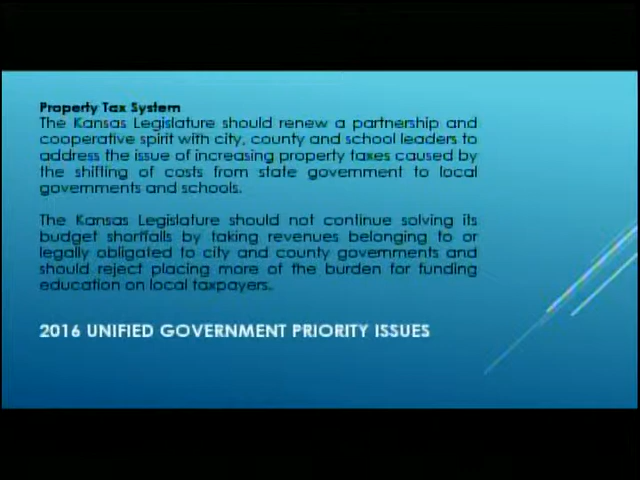 Property Tax System
The Kansas Legislature should renew a partnership and
cooperative spirit with city, county and school leaders to
address the issue of increasing property taxes caused by
the shifting of costs from state government to local
governments and schools.
The Kansas Legislature should not continue solving its
budget shortfalls by taking revenues belonging to or
legally obligated to city and county governments and
should reject placing more of the burden for funding
education on local taxpayers.
2016 UNIFIED GOVERNMENT PRIORITY ISSUES